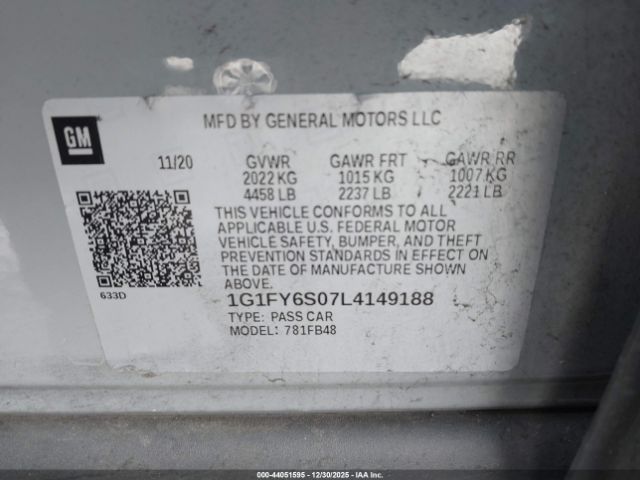 GM
MFD BY GENERAL MOTORS LLC
11/20 GVWR GAWR FRT GAWR RR
2022 KG 1015 KG 1007 KG
4458 LB 2237 LB 2221 LB
THIS VEHICLE CONFORMS TO ALL
APPLICABLE U.S. FEDERAL MOTOR
VEHICLE SAFETY, BUMPER, AND THEFT
PREVENTION STANDARDS IN EFFECT ON
THE DATE OF MANUFACTURE SHOWN
ABOVE.
633D
1G1FY6S07L4149188
TYPE: PASS CAR
MODEL: 781FB48
000-44051595 - 12/30/2025 - IAA Inc.